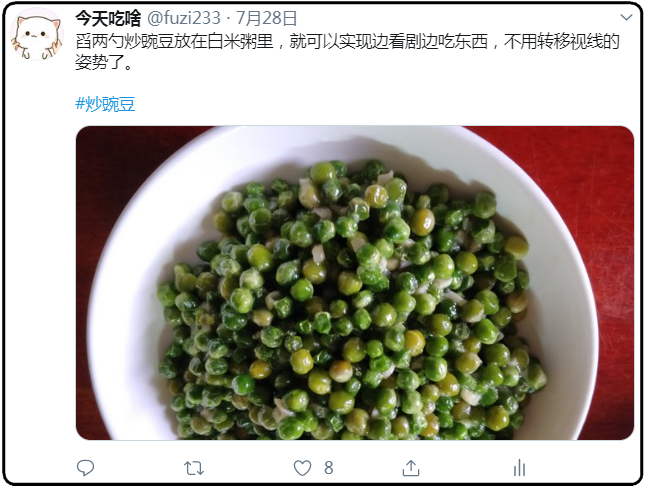 今天吃啥 @fuzi233 · 7月28日
舀两勺炒豌豆放在白米粥里，就可以实现边看剧边吃东西，不用转移视线的
姿势了。
#炒豌豆
8